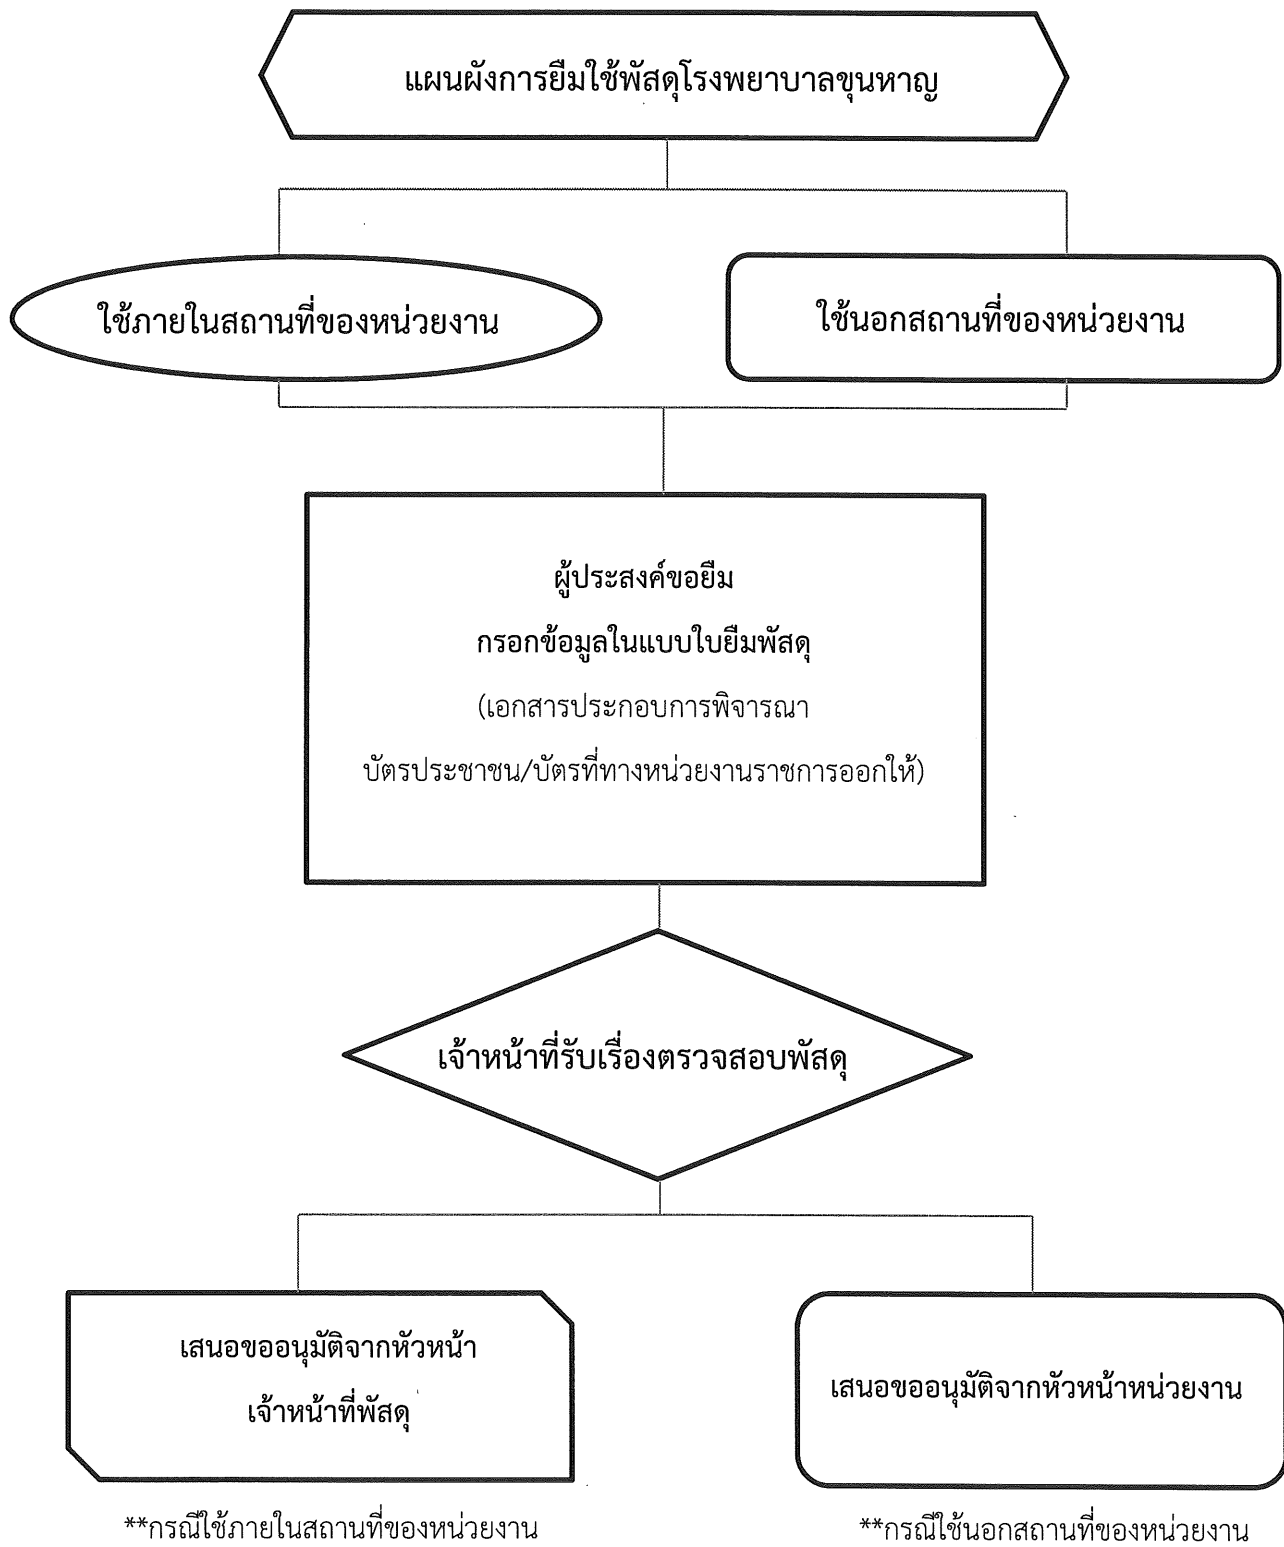 แผนผังการยืมใช้พัสดุโรงพยาบาลขุนหาญ
ใช้ภายในสถานที่ของหน่วยงาน
ใช้นอกสถานที่ของหน่วยงาน
ผู้ประสงค์ขอยืม
กรอกข้อมูลในแบบใบยืมพัสดุ
(เอกสารประกอบการพิจารณา
บัตรประชาชน/บัตรที่ทางหน่วยงานราชการออกให้)
เจ้าหน้าที่รับเรื่องตรวจสอบพัสดุ
เสนอขออนุมัติจากหัวหน้า
เจ้าหน้าที่พัสดุ
เสนอขออนุมัติจากหัวหน้าหน่วยงาน
**กรณีใช้ภายในสถานที่ของหน่วยงาน
**กรณีใช้นอกสถานที่ของหน่วยงาน